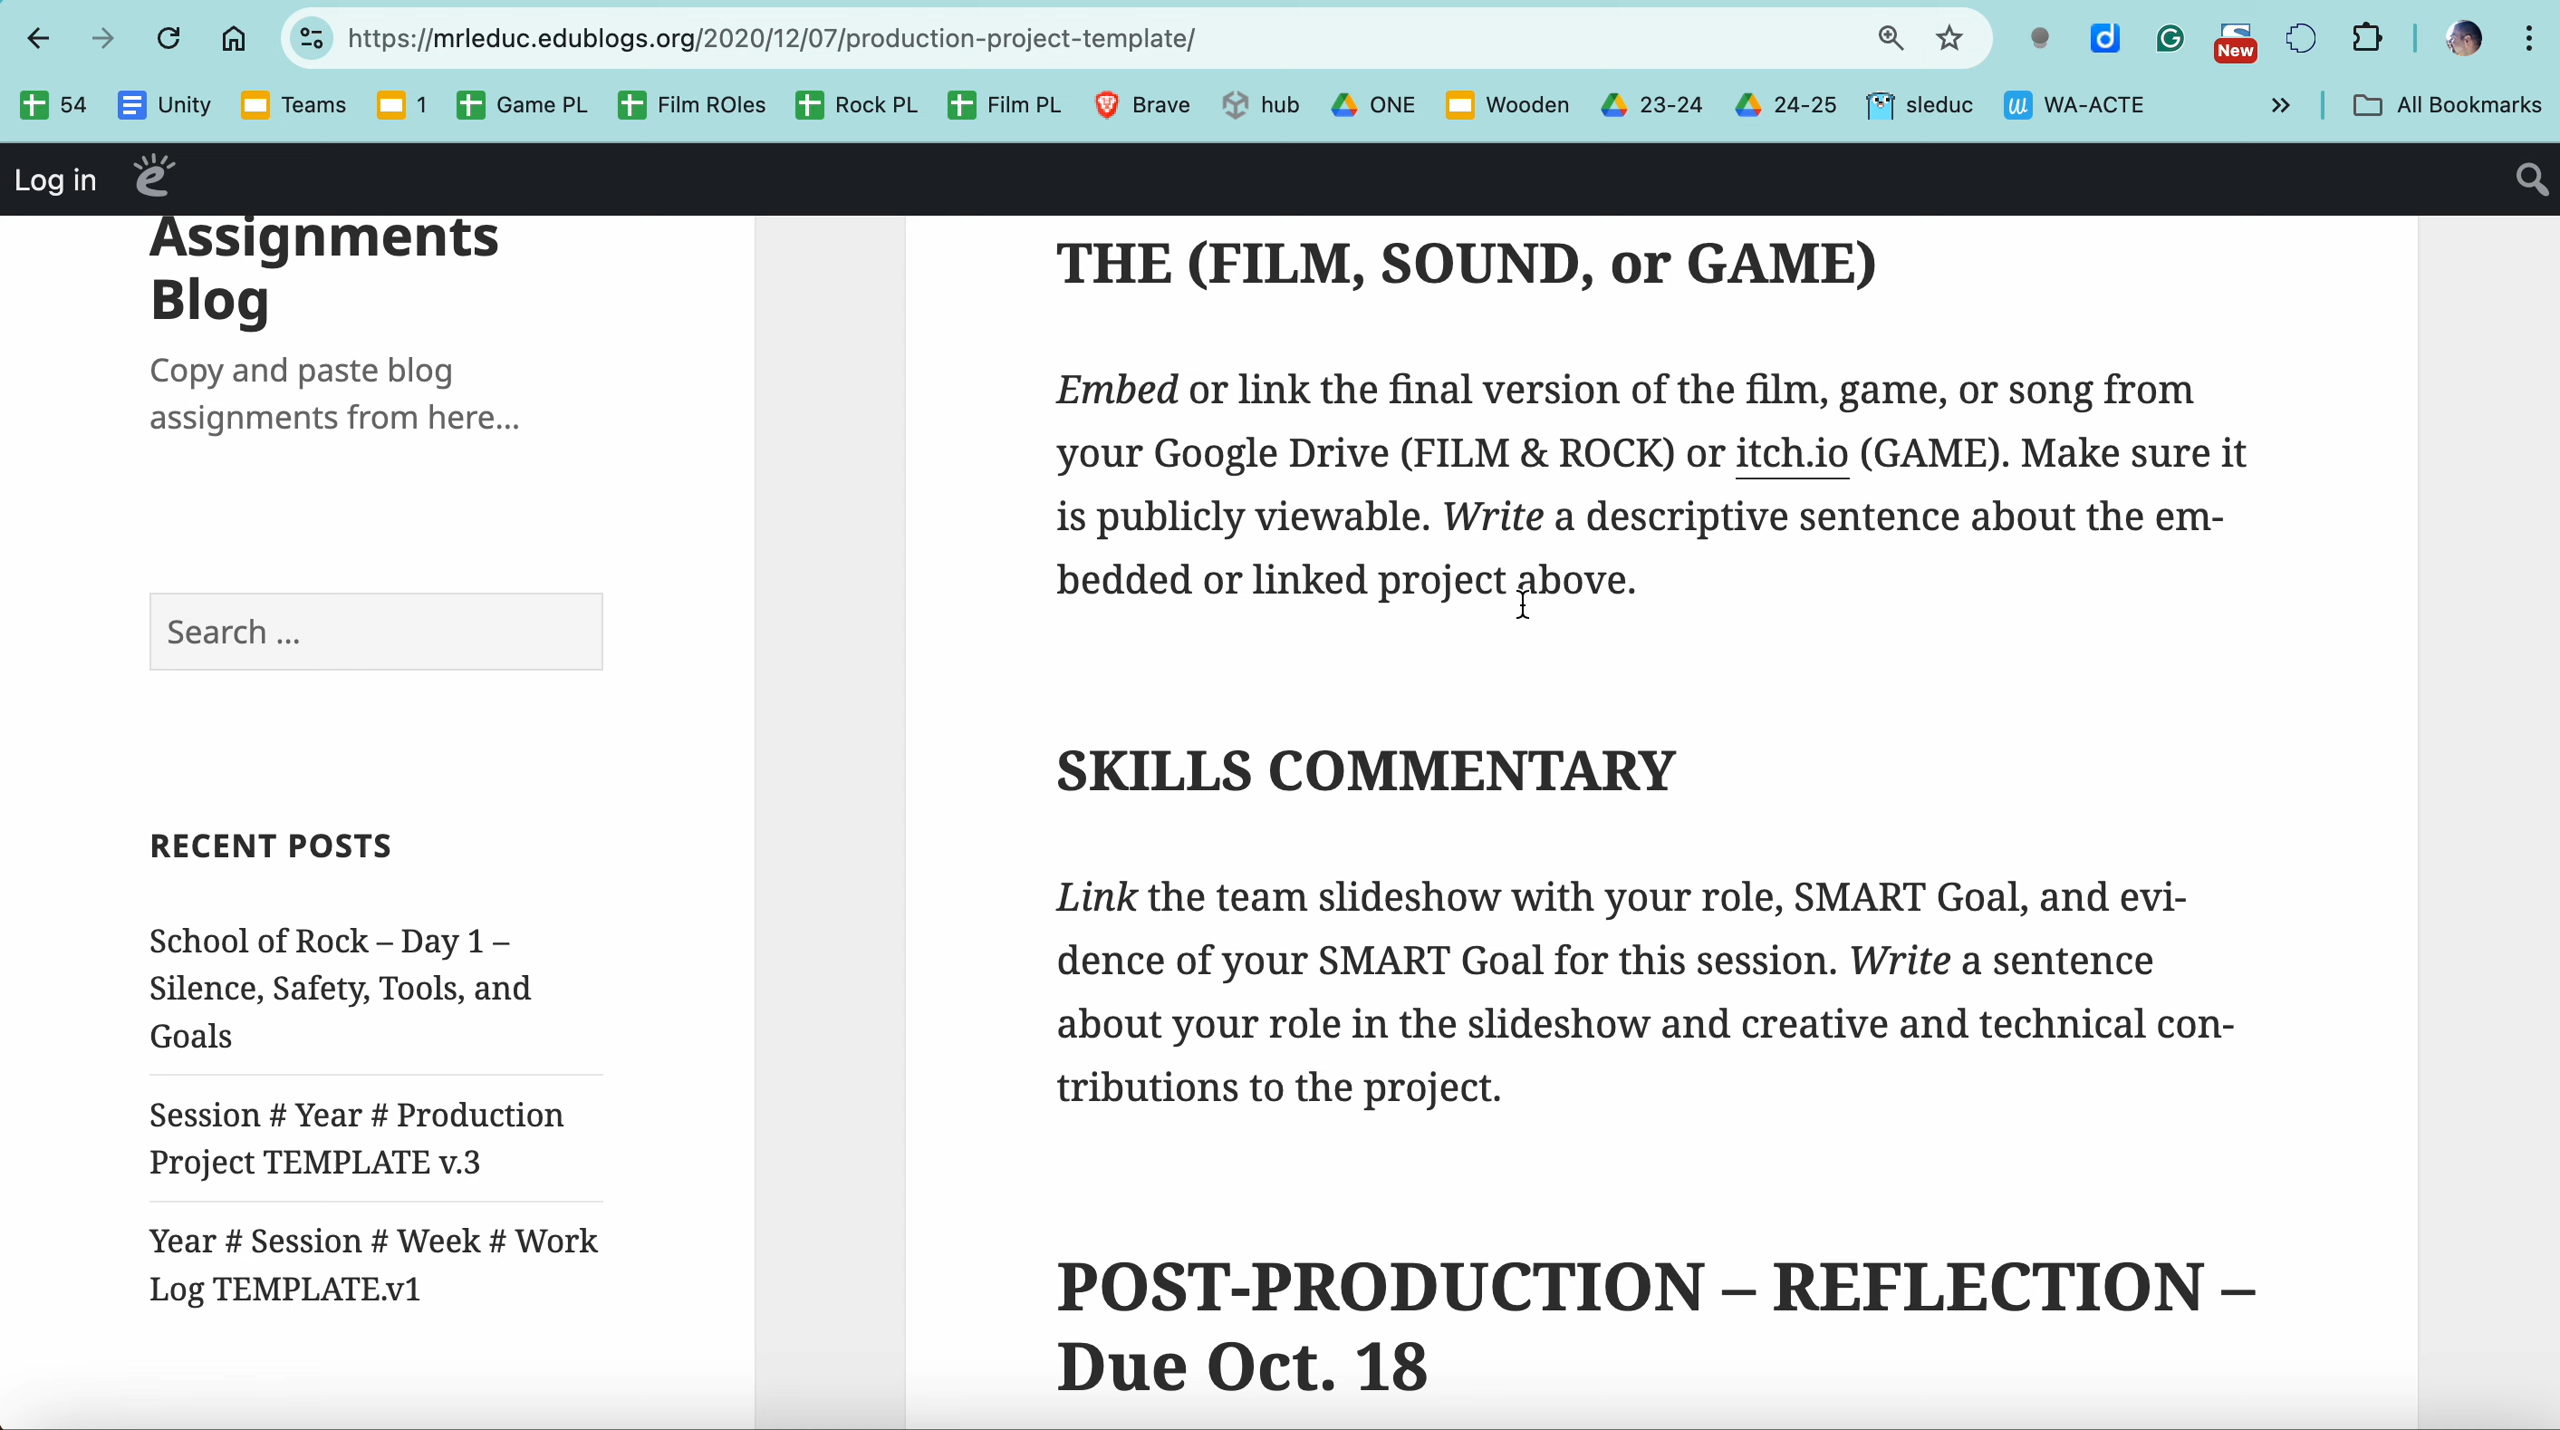 https://mrleduc.edublogs.org/2020/12/07/production-project-template/
New
54
Unity
Teams
1
Game PL
Film ROles
Rock PL
Film PL
Brave
hub
ONE
Wooden
23-24
24-25
sleduc
WA-ACTE
All Bookmarks
Log in
Assignments
Blog
Copy and paste blog
assignments from here...
Search ...
RECENT POSTS
School of Rock – Day 1 –
Silence, Safety, Tools, and
Goals
Session # Year # Production
Project TEMPLATE v.3
Year # Session # Week # Work
Log TEMPLATE.v1
THE (FILM, SOUND, or GAME)
Embed or link the final version of the film, game, or song from
your Google Drive (FILM & ROCK) or itch.io (GAME). Make sure it
is publicly viewable. Write a descriptive sentence about the em-
bedded or linked project above.
SKILLS COMMENTARY
Link the team slideshow with your role, SMART Goal, and evi-
dence of your SMART Goal for this session. Write a sentence
about your role in the slideshow and creative and technical con-
tributions to the project.
POST-PRODUCTION – REFLECTION –
Due Oct. 18